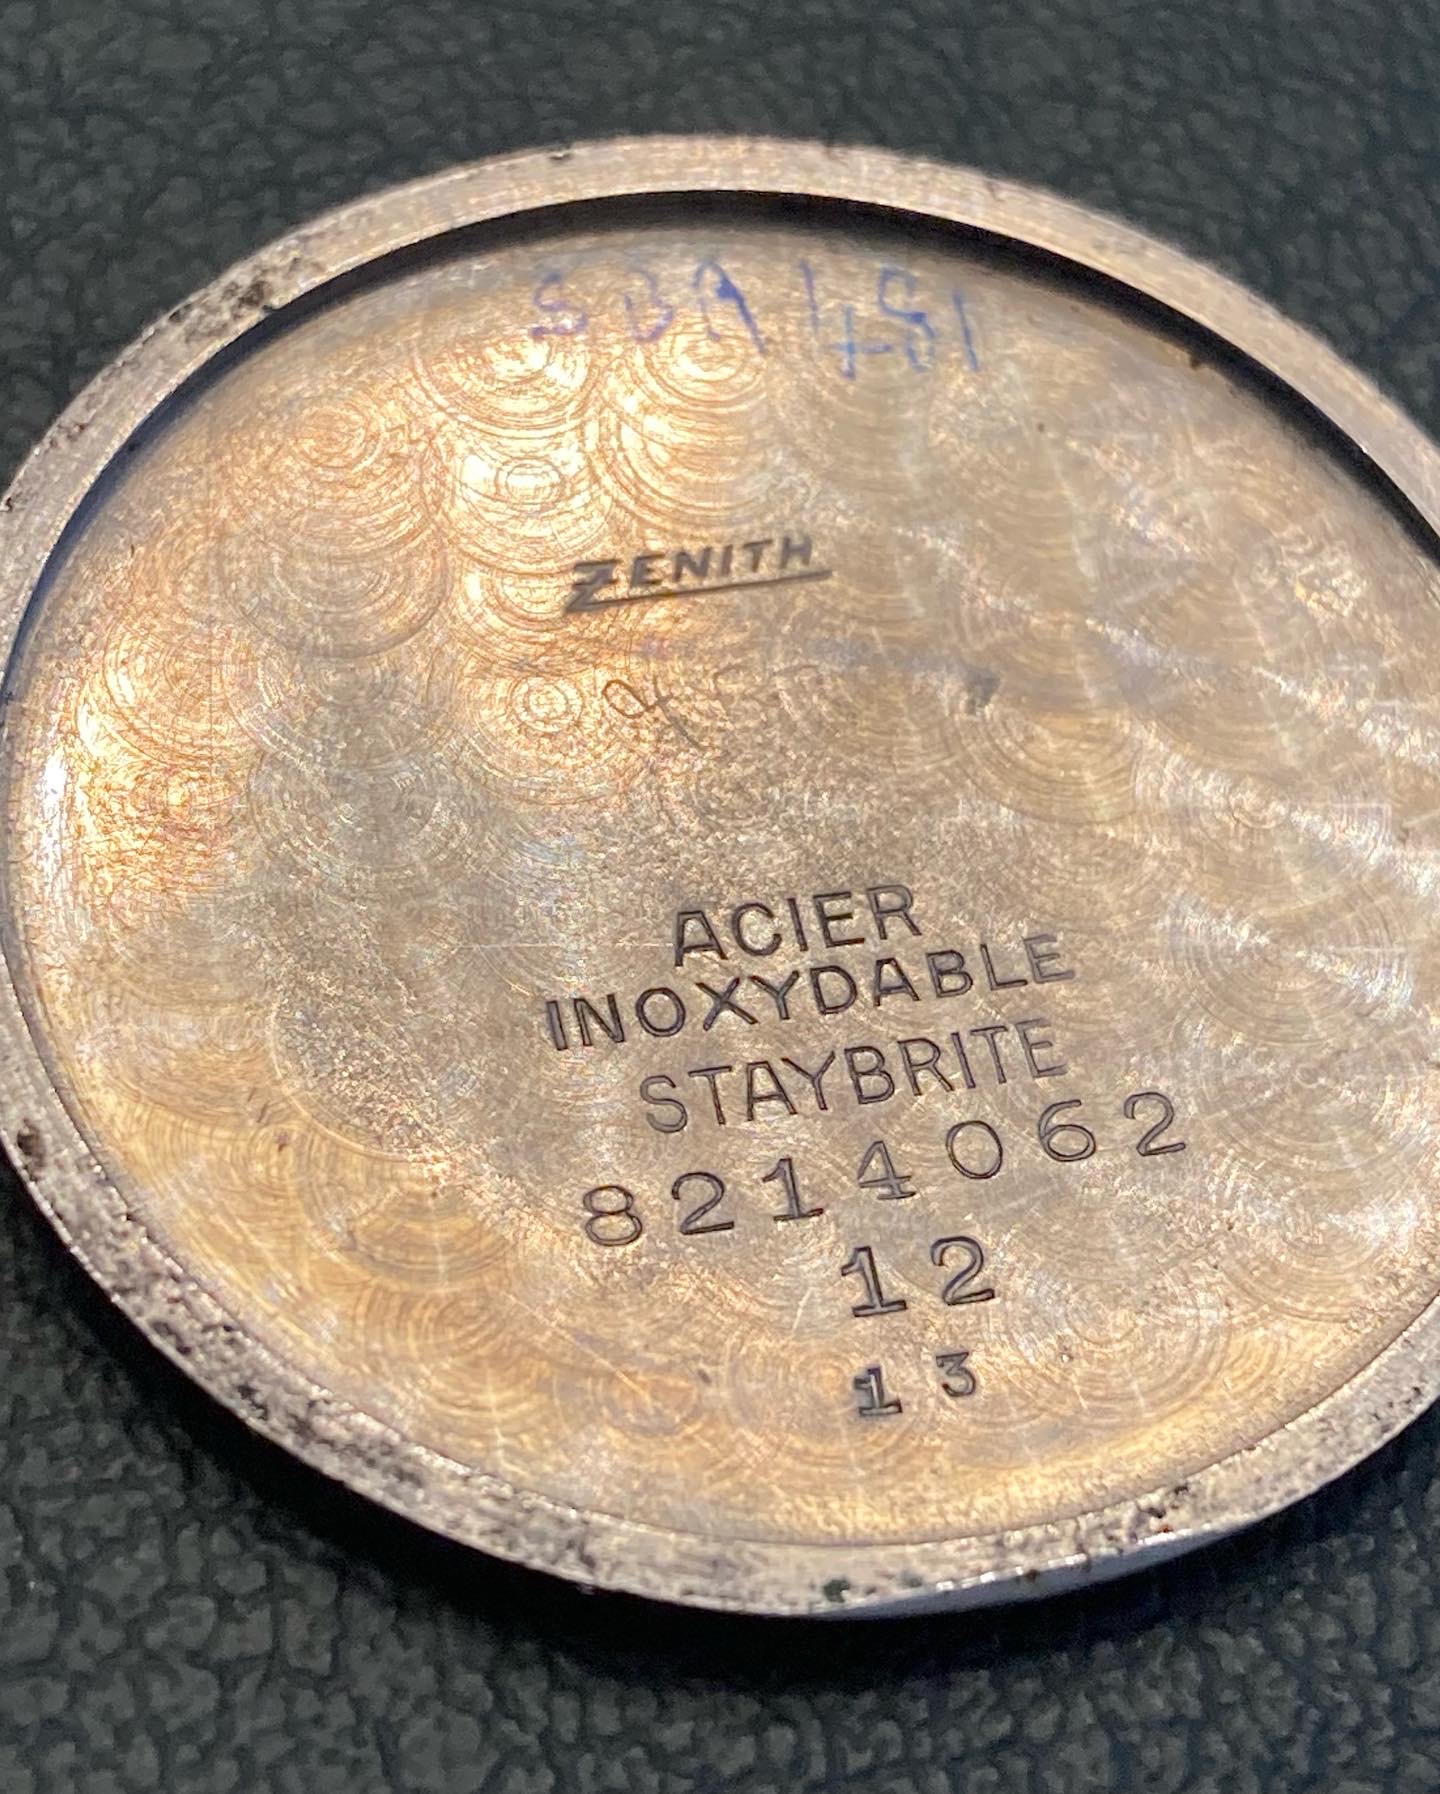 ZENITH
ACIER
INOXYDABLE
STAYBRITE
8214062
12
13